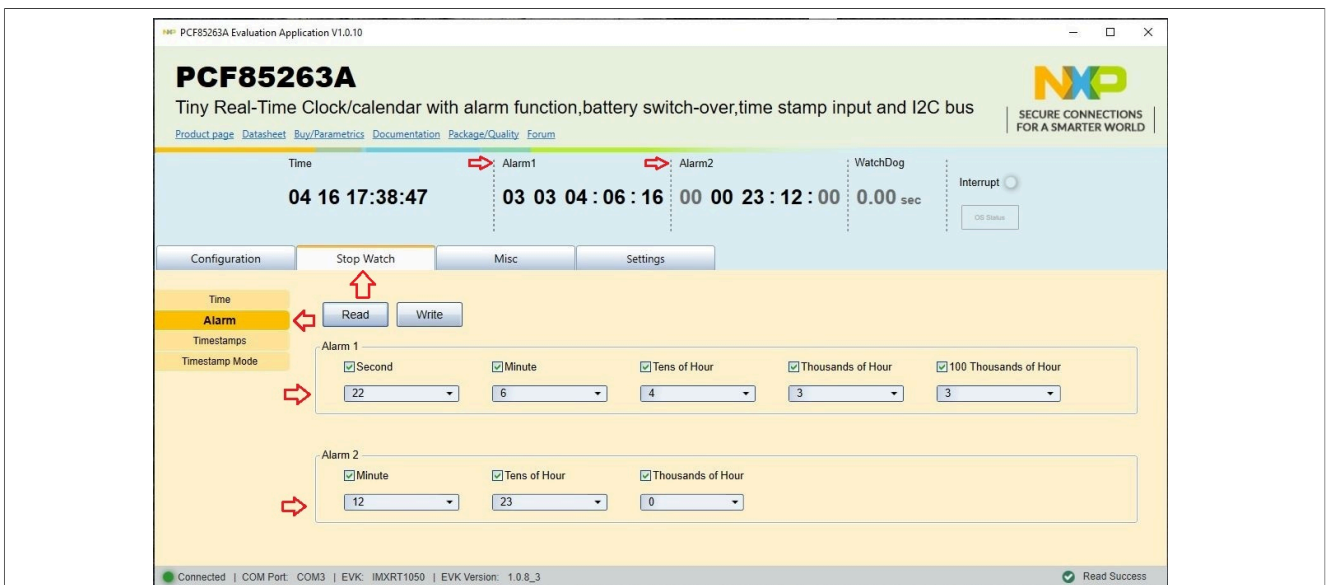 NXP PCF85263A Evaluation Application V1.0.10
PCF85263A
Tiny Real-Time Clock/calendar with alarm function,battery switch-over,time stamp input and I2C bus
Product page Datasheet Buy/Parametrics Documentation Package/Quality Forum
NXP
SECURE CONNECTIONS
FOR A SMARTER WORLD
Time Alarm1 Alarm2 WatchDog
04 16 17:38:47 03 03 04:06:16 00 00 23:12:00 0.00 sec
Interrupt
OS Status
Configuration Stop Watch Misc Settings
Time
Alarm
Timestamps
Timestamp Mode
Read Write
Alarm 1
Second Minute Tens of Hour Thousands of Hour 100 Thousands of Hour
22 6 4 3 3
Alarm 2
Minute Tens of Hour Thousands of Hour
12 23 0
Connected | COM Port: COM3 | EVK: IMXRT1050 | EVK Version: 1.0.8_3 Read Success